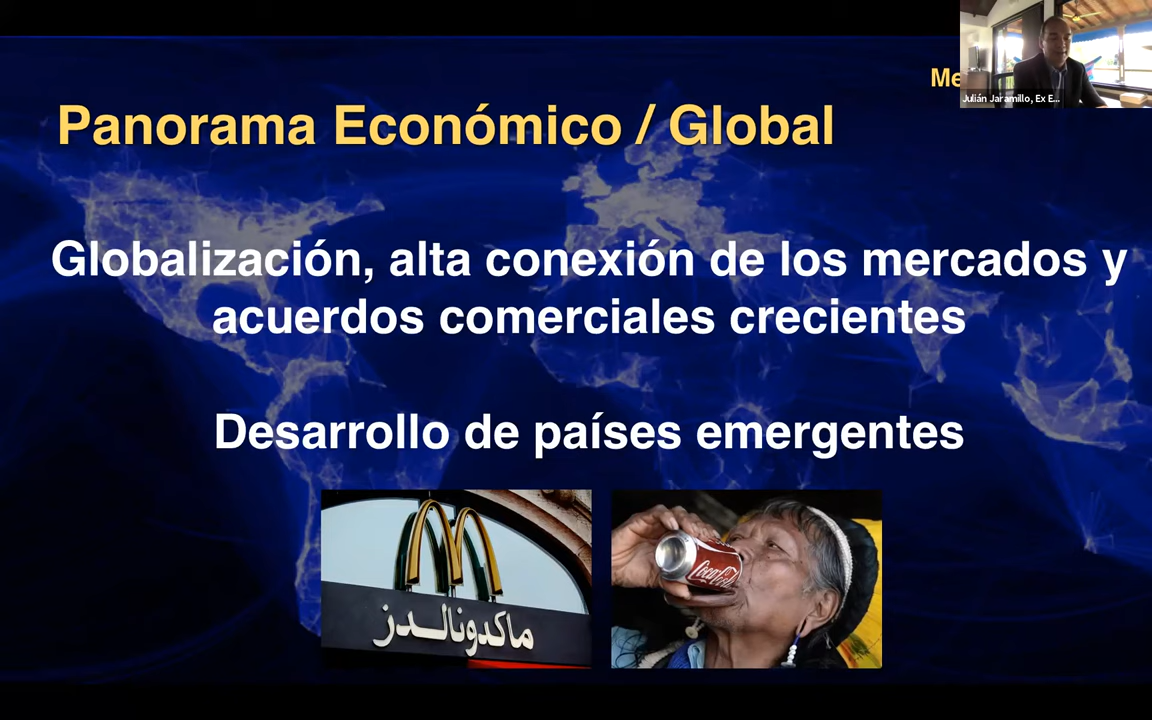 Me
Julián Jaramillo, Ex E...
Panorama Económico / Global
Globalización, alta conexión de los mercados y
acuerdos comerciales crecientes
Desarrollo de países emergentes
ماكدونالدز
Coca-Cola